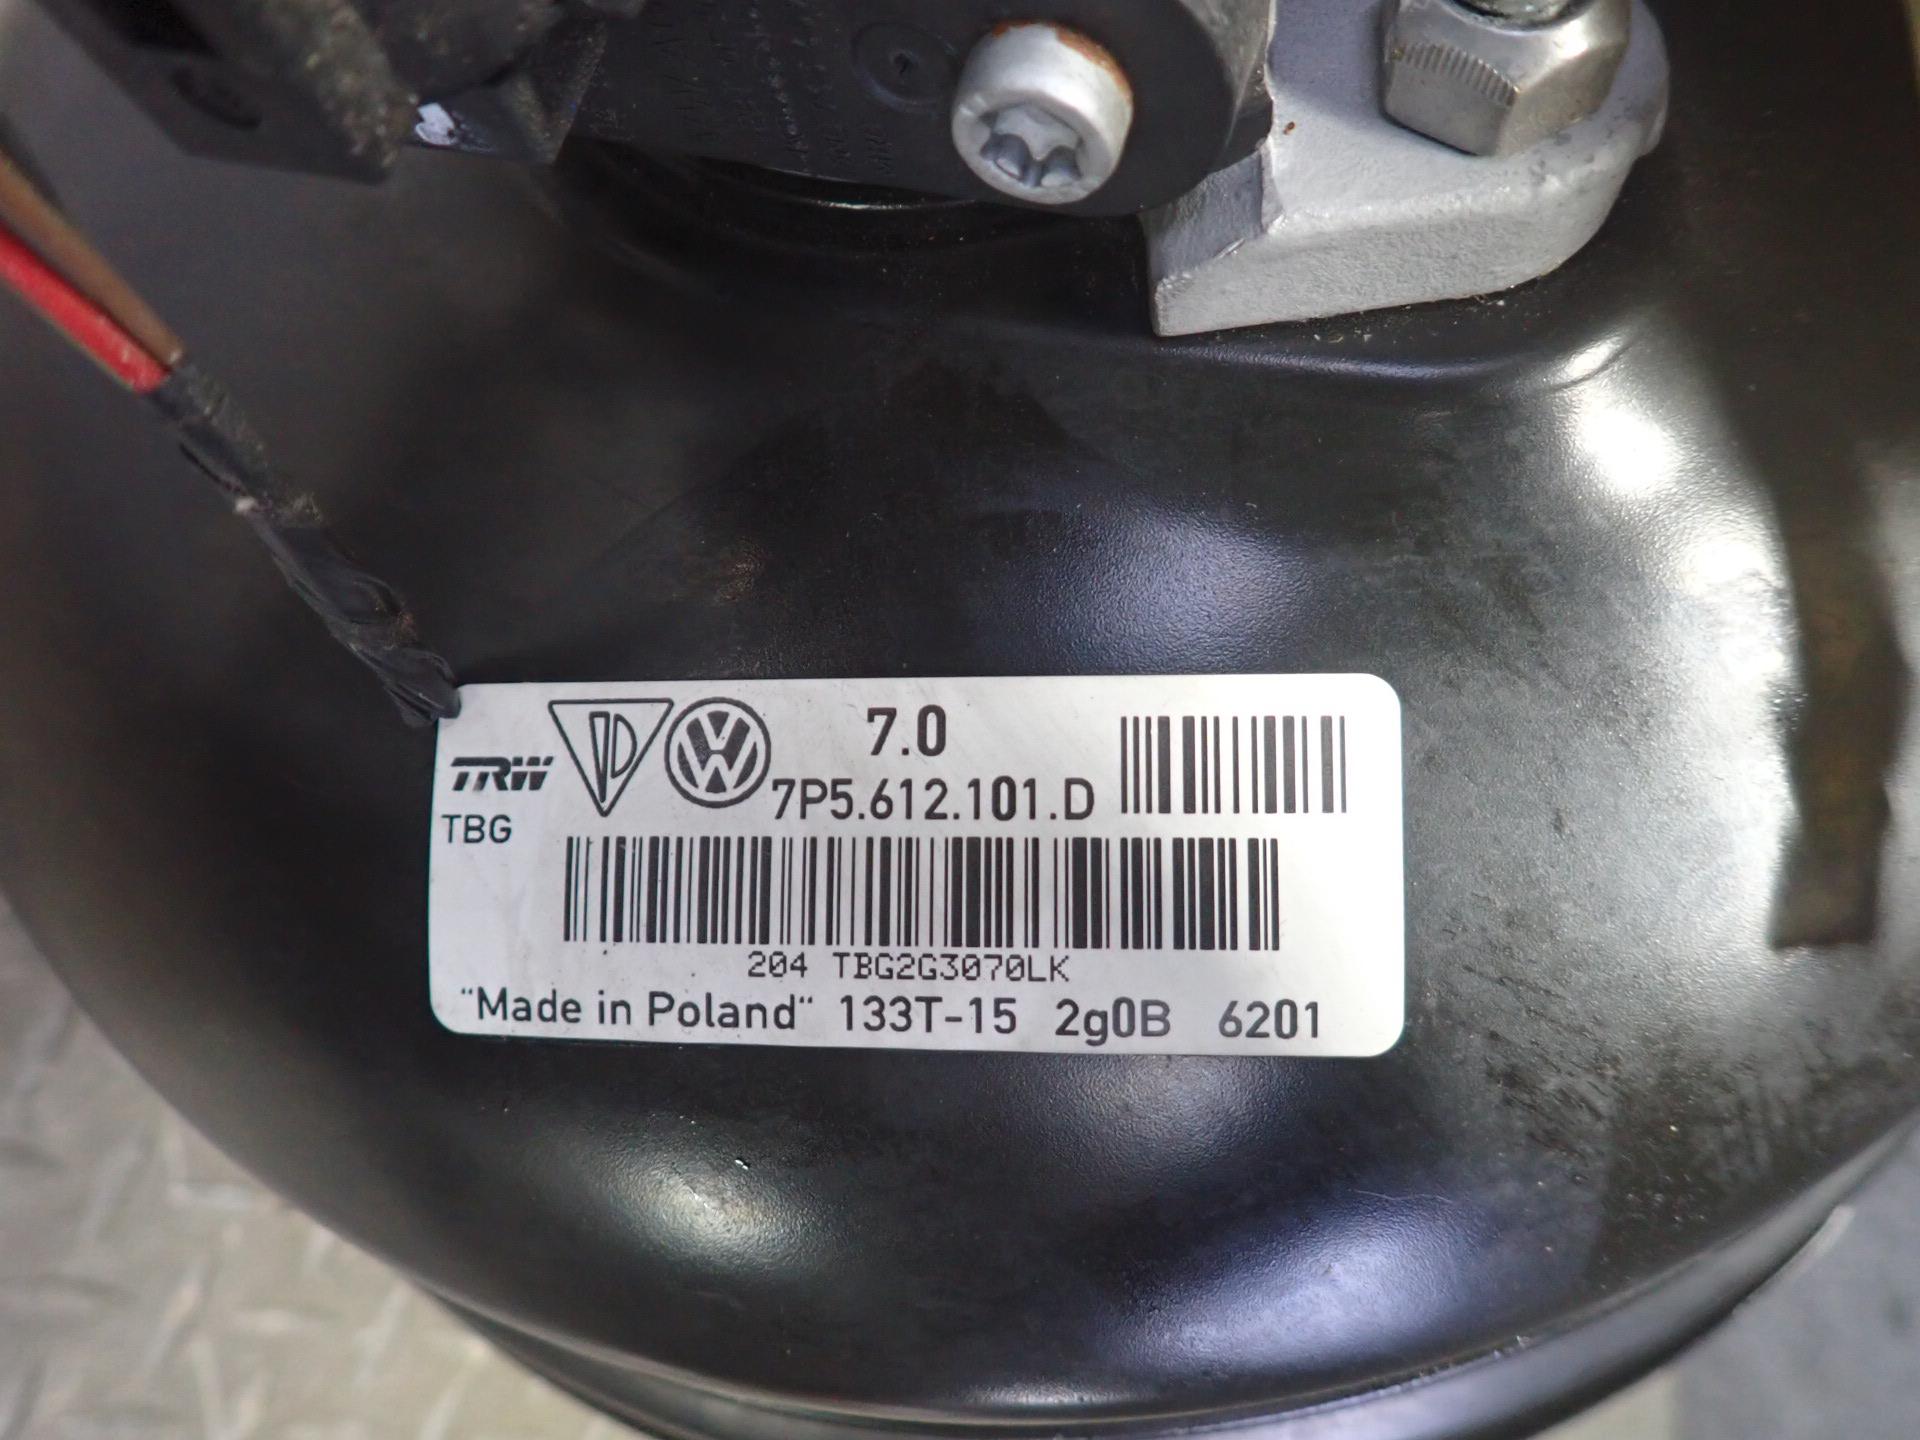 7.0
TRW
7P5.612.101.D
TBG
204 TBG2G3070LK
"Made in Poland" 133T-15 2g0B 6201